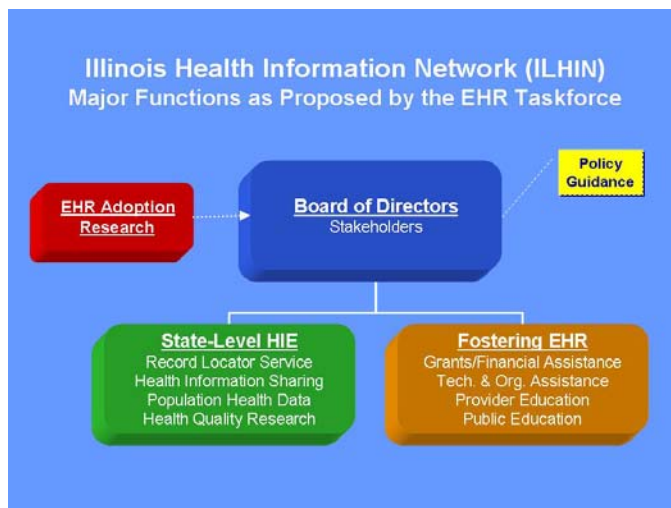 Illinois Health Information Network (ILHIN)
Major Functions as Proposed by the EHR Taskforce
Policy
Guidance
EHR Adoption
Research
Board of Directors
Stakeholders
State-Level HIE
Record Locator Service
Health Information Sharing
Population Health Data
Health Quality Research
Fostering EHR
Grants/Financial Assistance
Tech. & Org. Assistance
Provider Education
Public Education